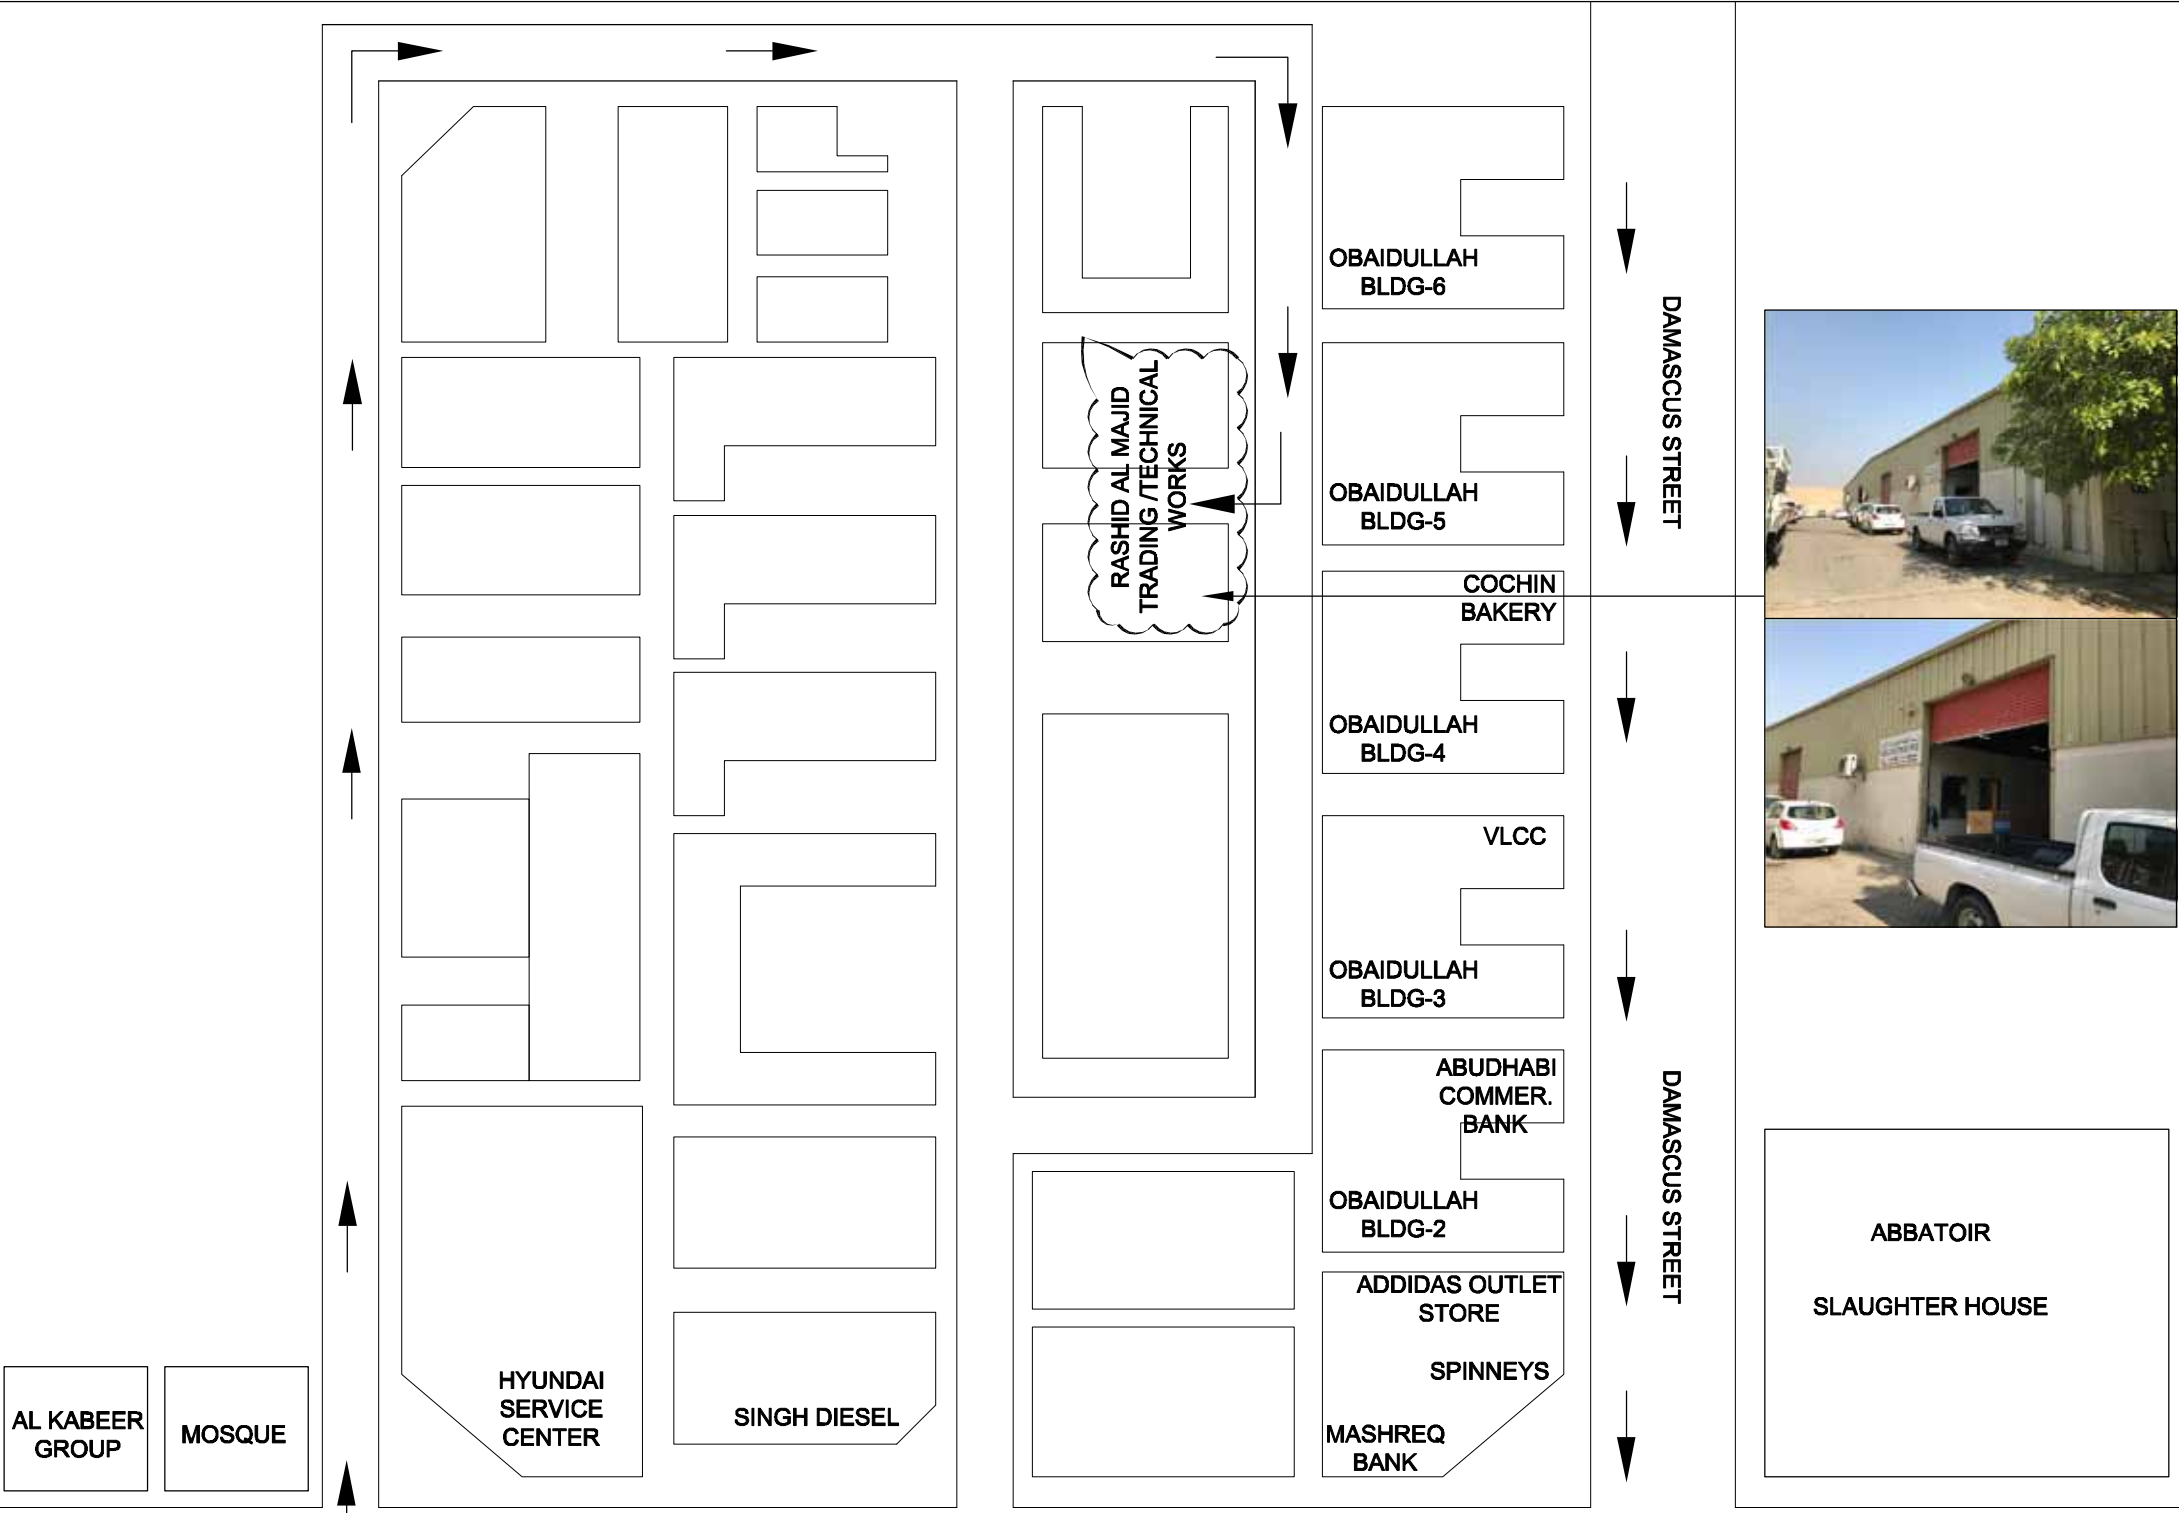 OBAIDULLAH
BLDG-6
DAMASCUS STREET
RASHID AL MAJID
TRADING /TECHNICAL
WORKS
OBAIDULLAH
BLDG-5
COCHIN
BAKERY
OBAIDULLAH
BLDG-4
VLCC
OBAIDULLAH
BLDG-3
ABUDHABI
COMMER.
BANK
OBAIDULLAH
BLDG-2
DAMASCUS STREET
ABBATOIR
SLAUGHTER HOUSE
ADDIDAS OUTLET
STORE
SPINNEYS
MASHREQ
BANK
AL KABEER
GROUP
MOSQUE
HYUNDAI
SERVICE
CENTER
SINGH DIESEL